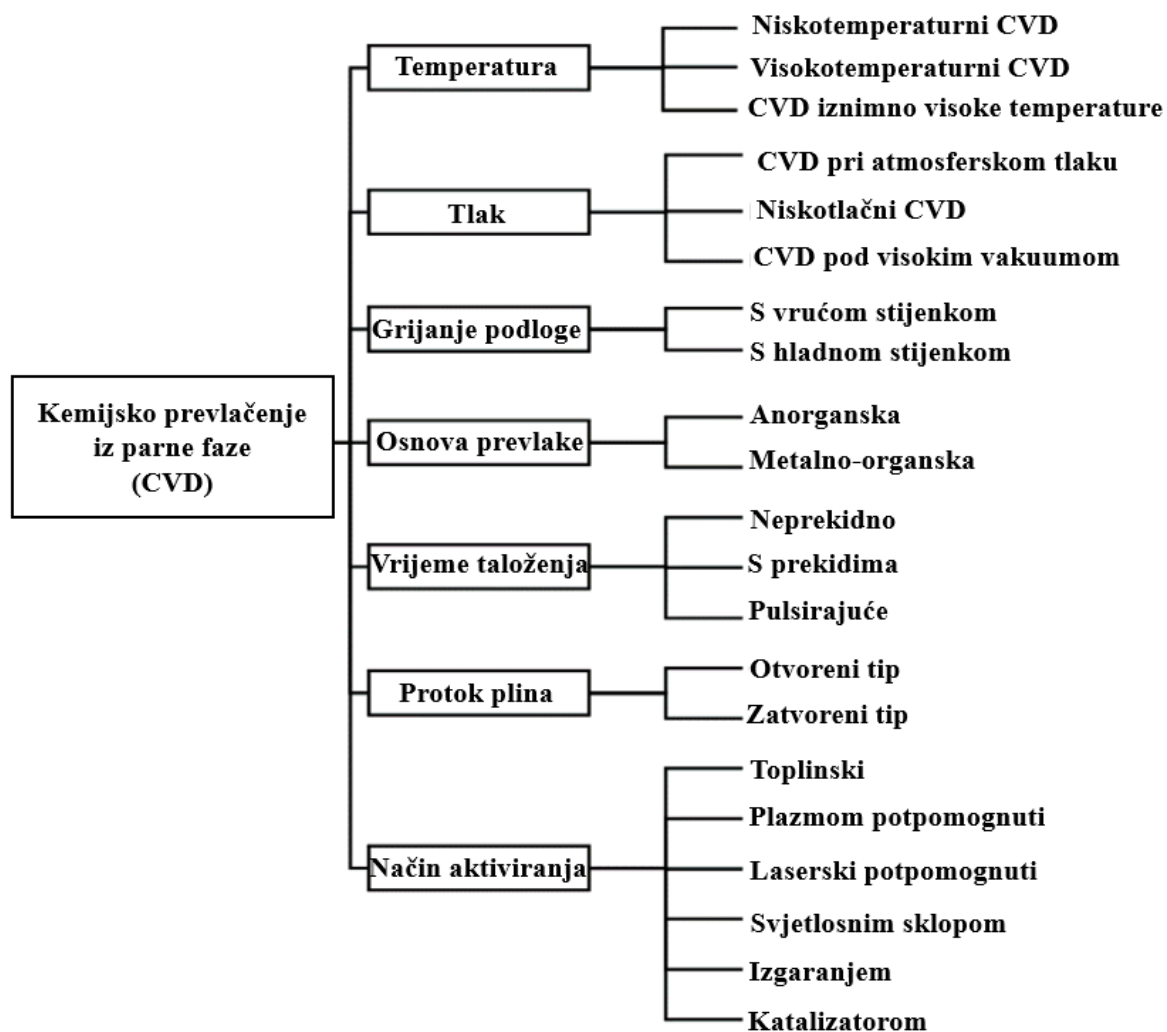 Kemijsko prevlačenje
iz parne faze
(CVD)
Temperatura
Niskotemperaturni CVD
Visokotemperaturni CVD
CVD iznimno visoke temperature
Tlak
CVD pri atmosferskom tlaku
Niskotlačni CVD
CVD pod visokim vakuumom
Grijanje podloge
S vrućom stijenkom
S hladnom stijenkom
Osnova prevlake
Anorganska
Metalno-organska
Vrijeme taloženja
Neprekidno
S prekidima
Pulsirajuće
Protok plina
Otvoreni tip
Zatvoreni tip
Način aktiviranja
Toplinski
Plazmom potpomognuti
Laserski potpomognuti
Svjetlosnim sklopom
Izgaranjem
Katalizatorom